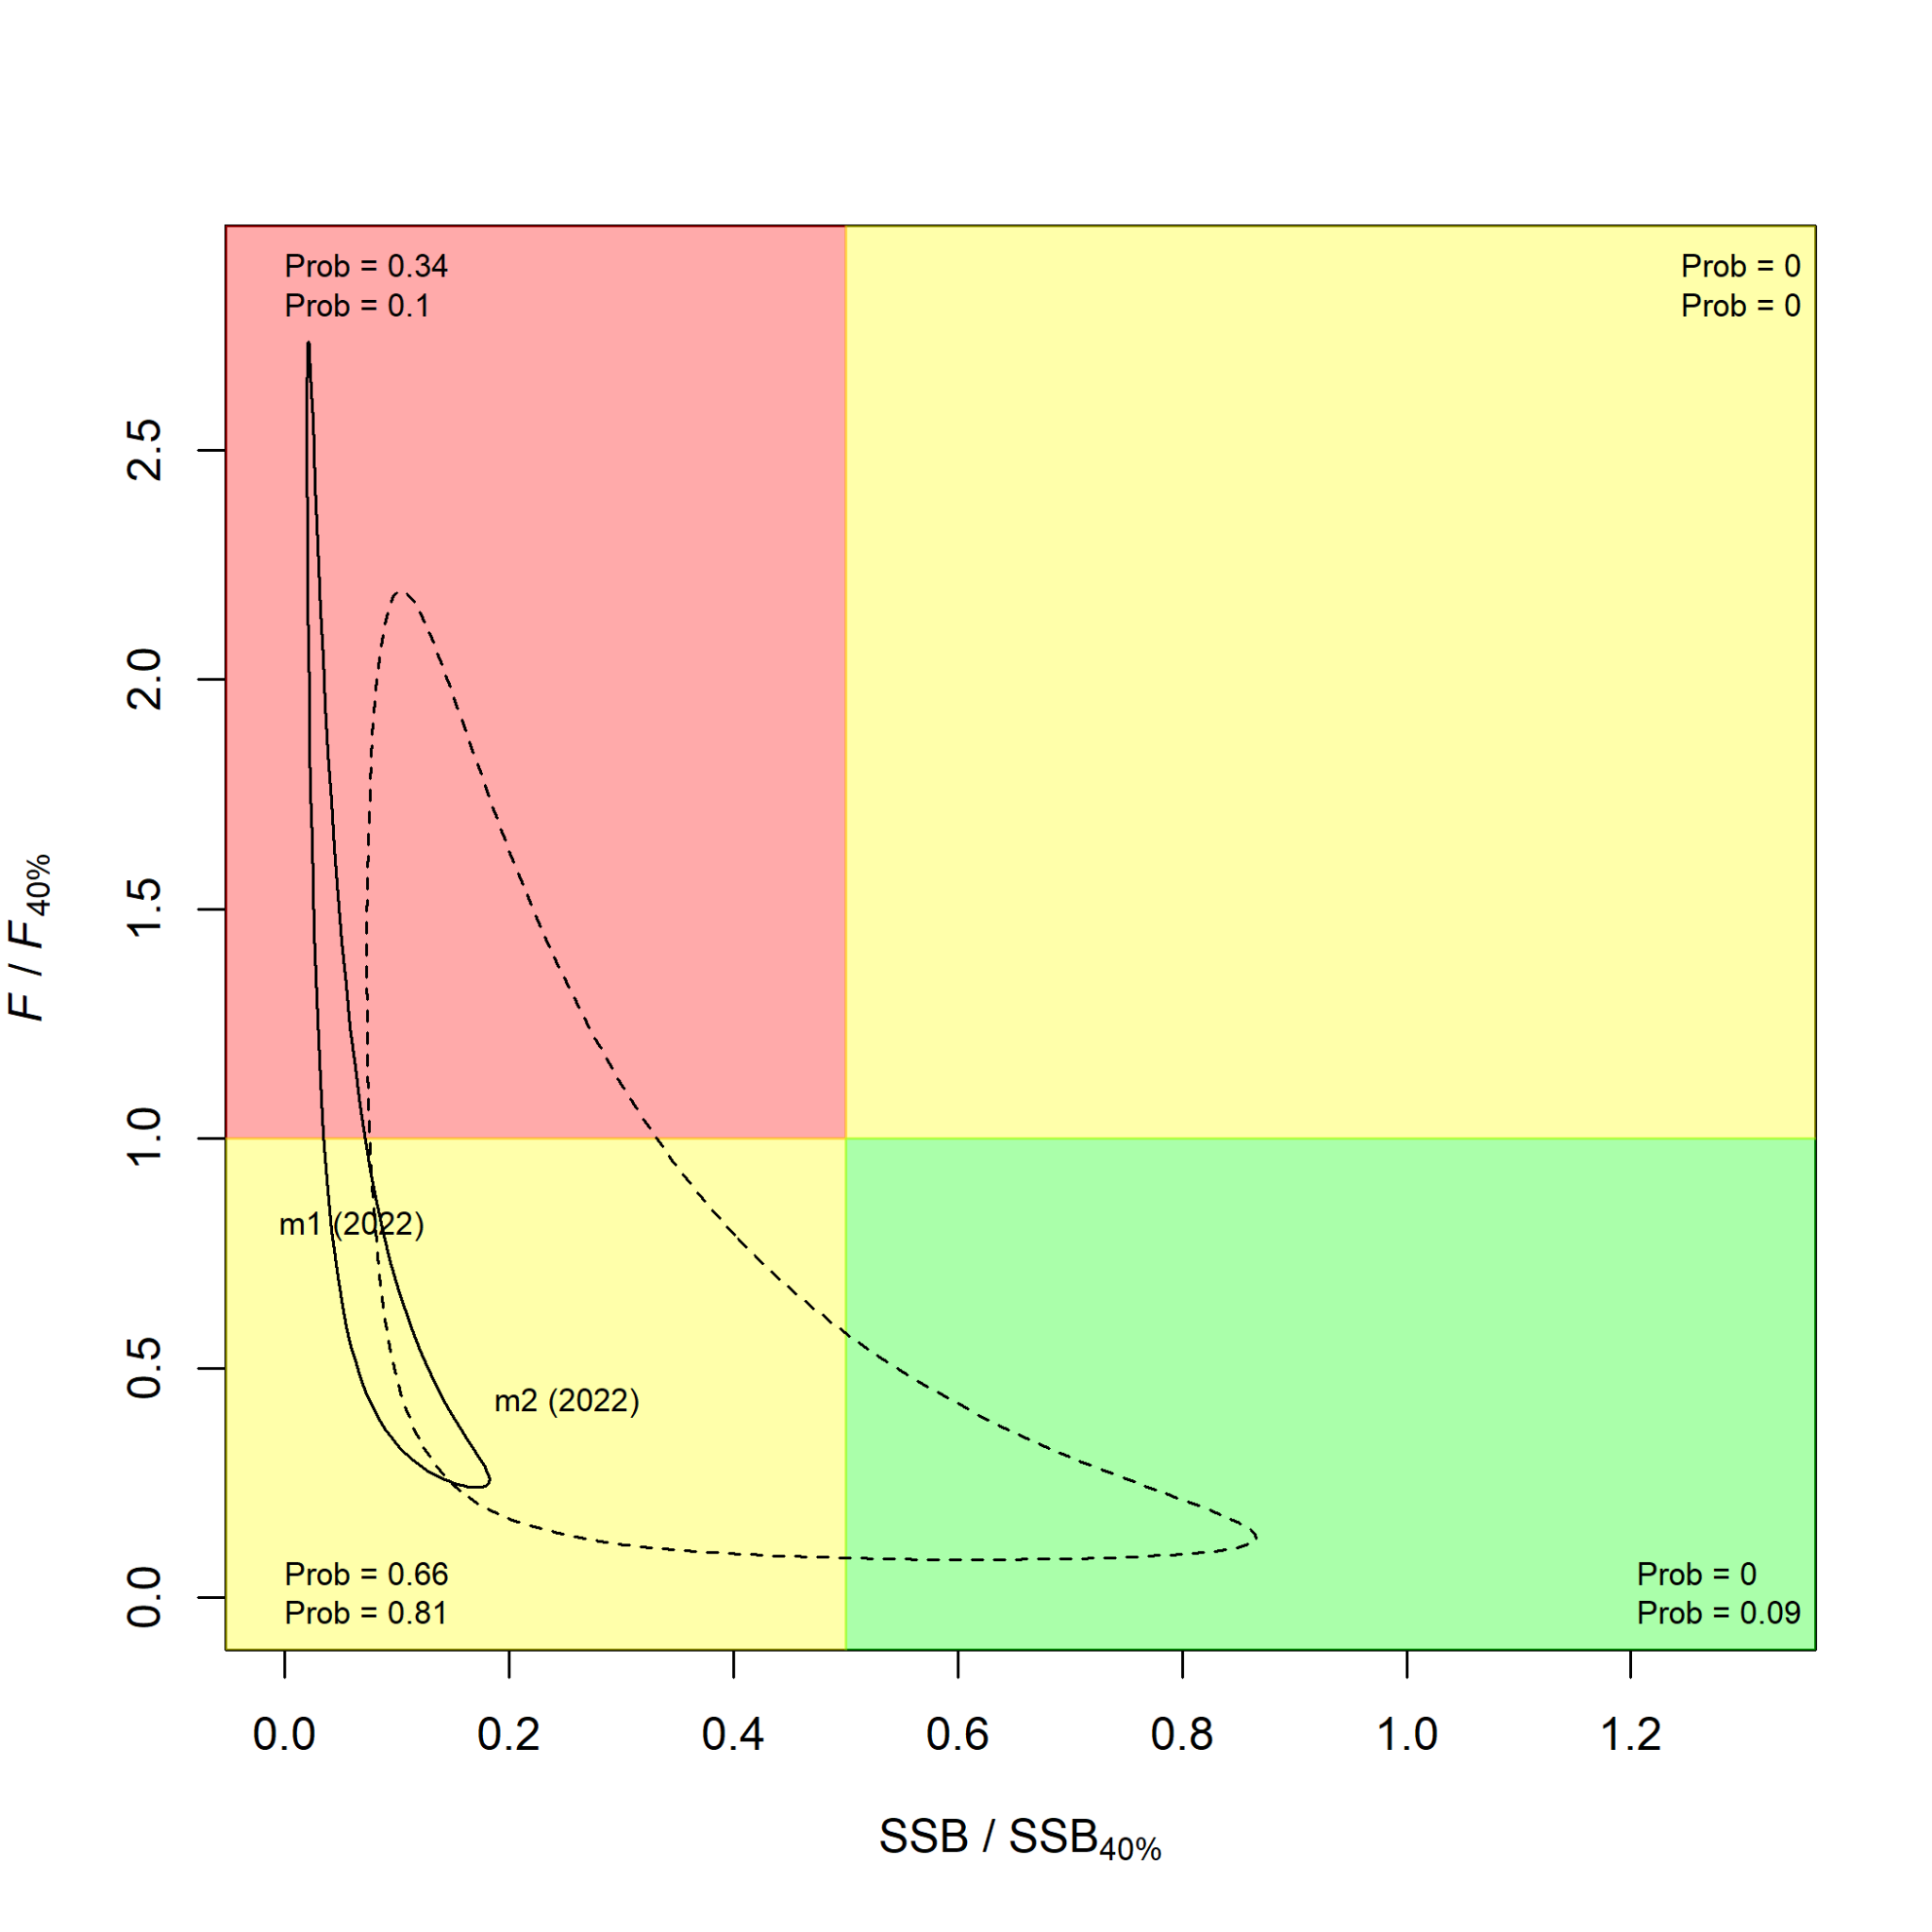 Prob = 0.34
Prob = 0.1
Prob = 0
Prob = 0
2.5
2.0
1.5
1.0
0.5
0.0
F / F40%
m1 (2022)
m2 (2022)
Prob = 0.66
Prob = 0.81
Prob = 0
Prob = 0.09
0.0 0.2 0.4 0.6 0.8 1.0 1.2
SSB / SSB40%